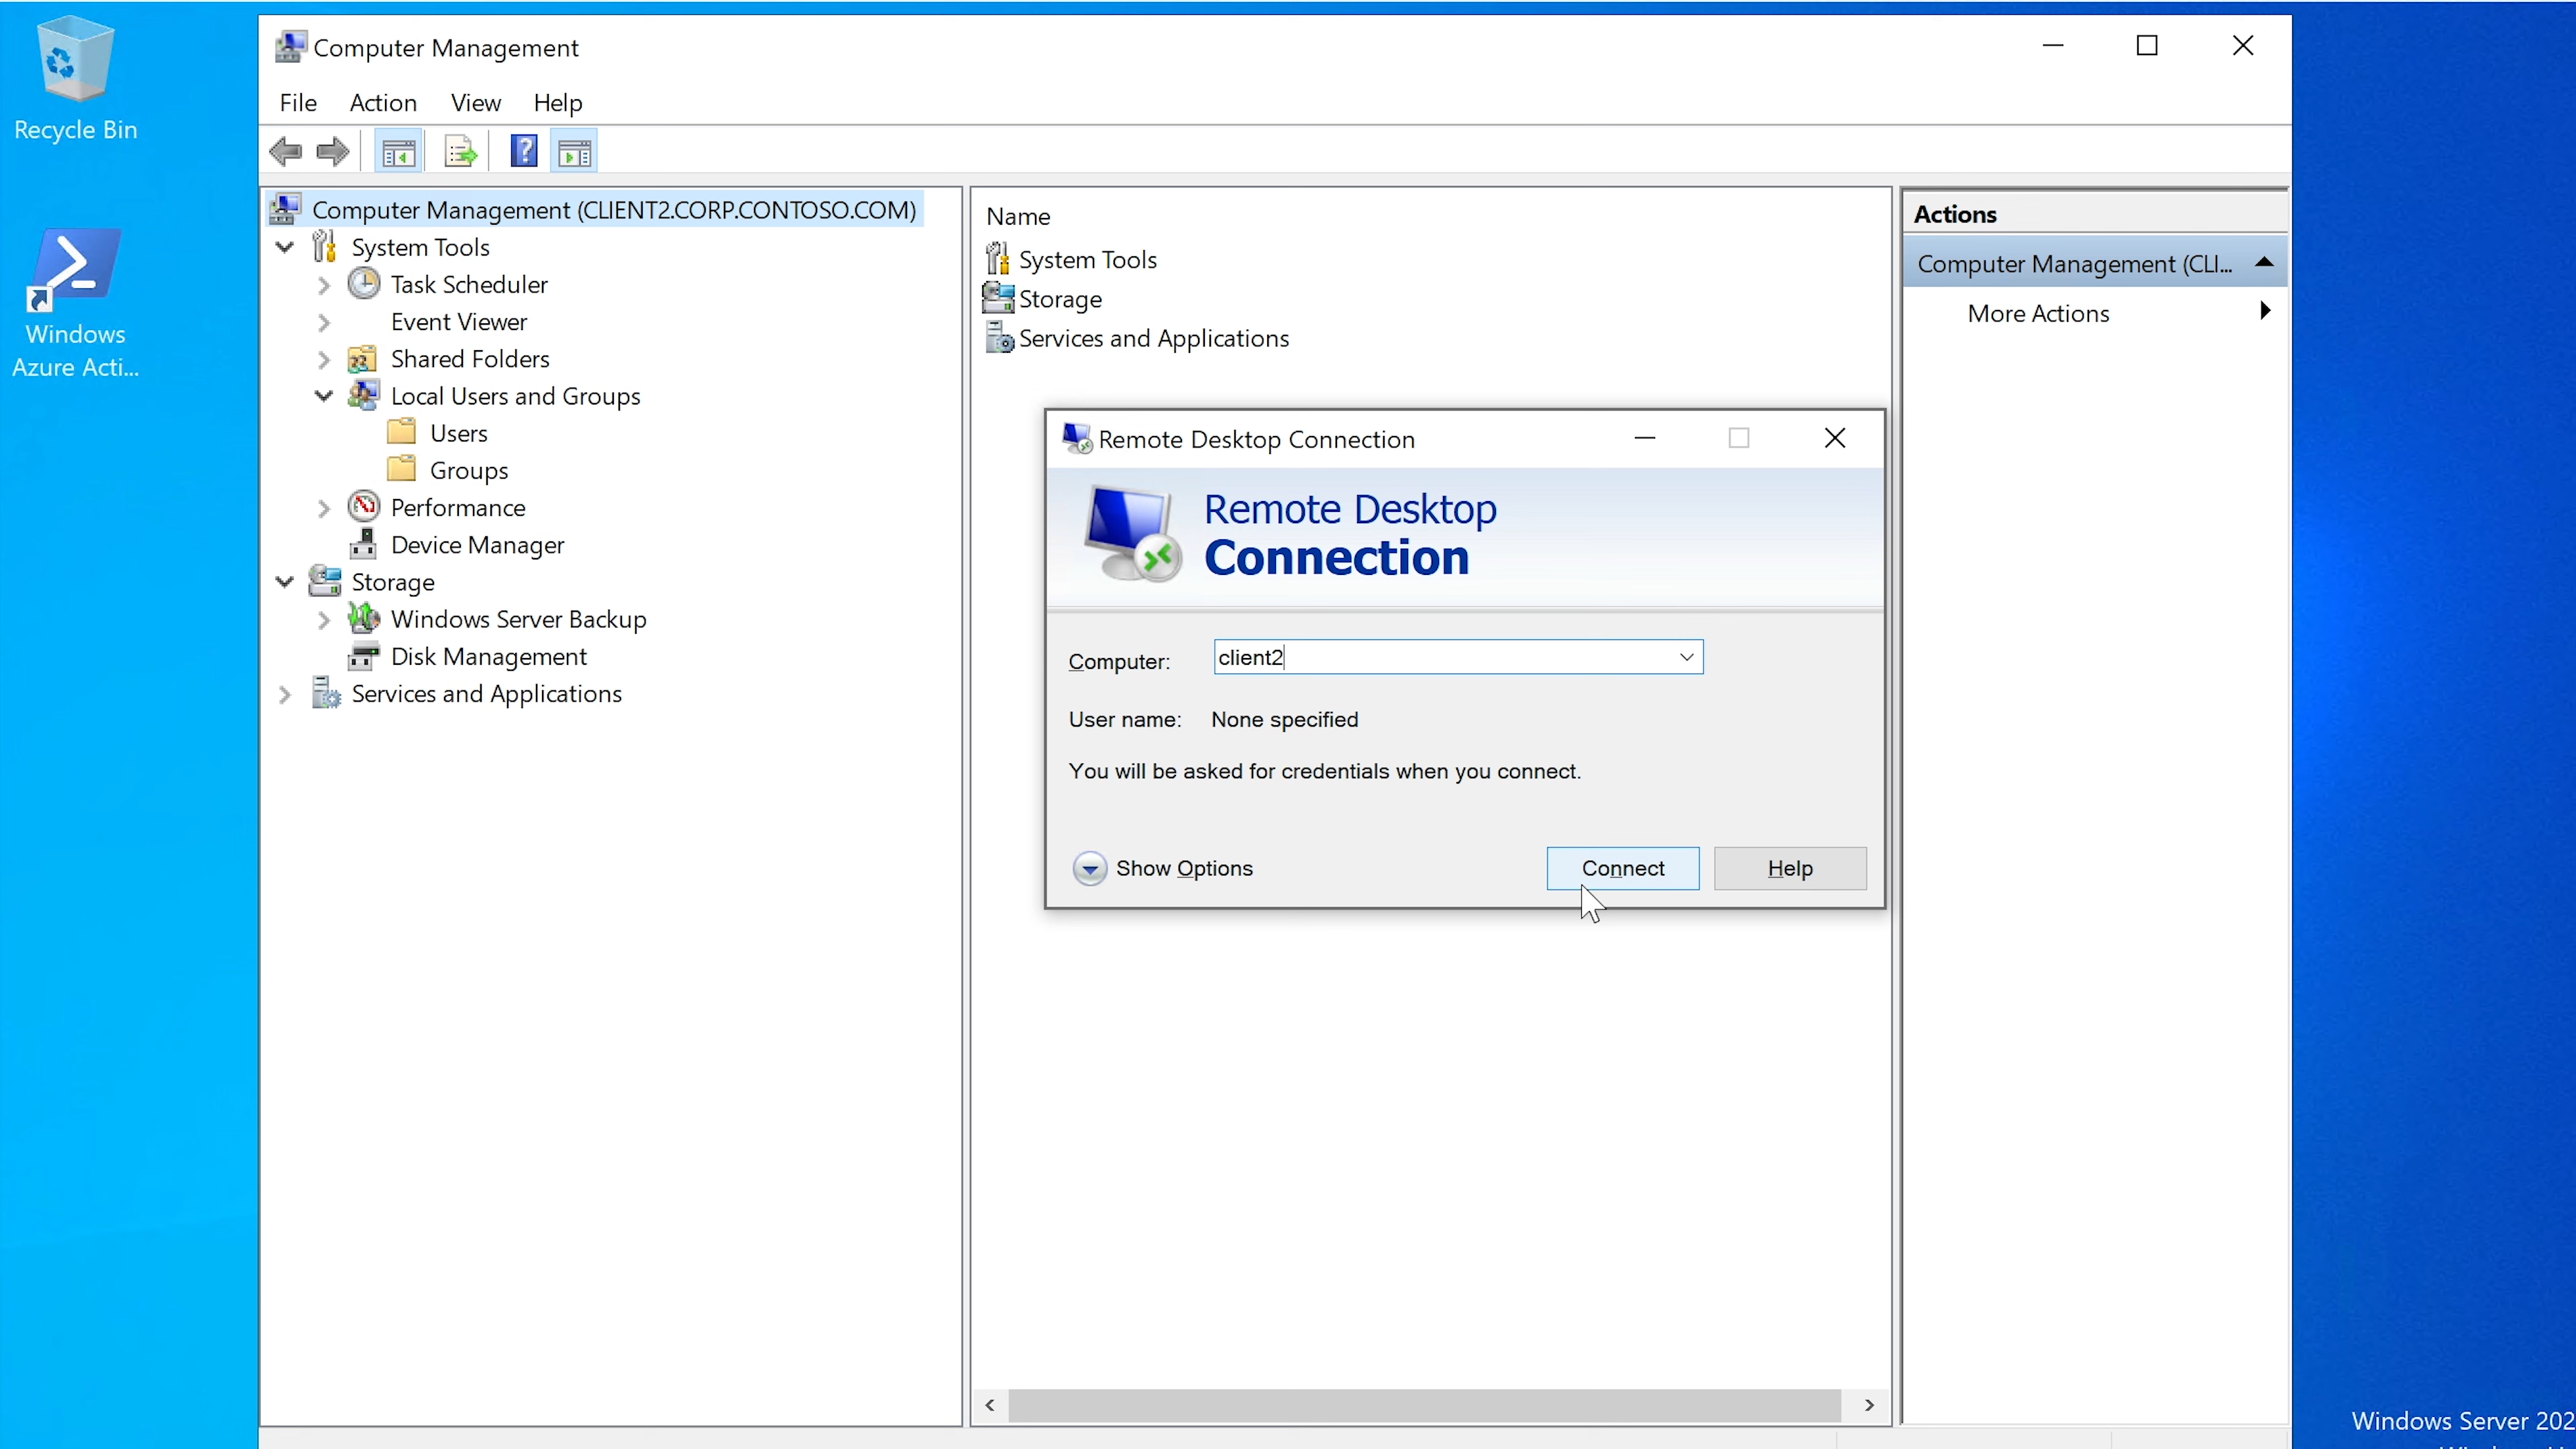 Recycle Bin
Windows
Azure Acti...
Computer Management
File Action View Help
Computer Management (CLIENT2.CORP.CONTOSO.COM)
System Tools
Task Scheduler
Event Viewer
Shared Folders
Local Users and Groups
Users
Groups
Performance
Device Manager
Storage
Windows Server Backup
Disk Management
Services and Applications
Name
System Tools
Storage
Services and Applications
Remote Desktop Connection
Remote Desktop
Connection
Computer: client2
User name: None specified
You will be asked for credentials when you connect.
Show Options
Connect
Help
Actions
Computer Management (CLI...
More Actions
Windows Server 202